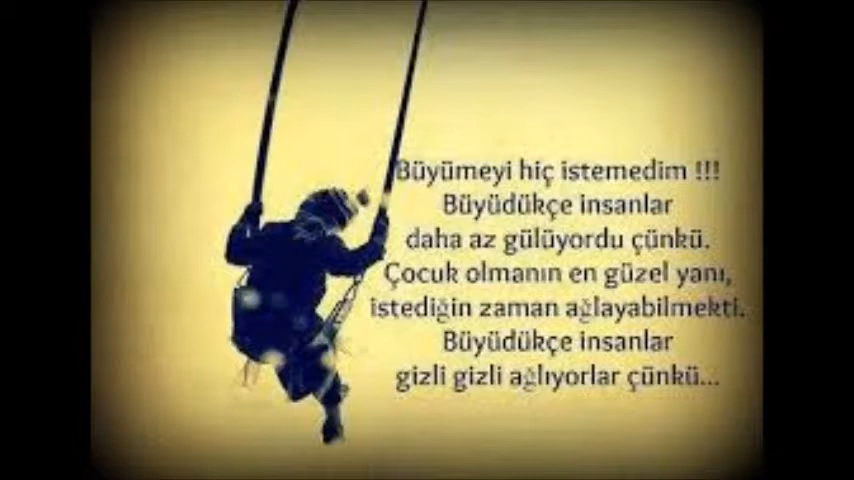 Büyümeyi hiç istemedim !!!
Büyüdükçe insanlar
daha az gülüyordu çünkü.
Çocuk olmanın en güzel yanı,
istediğin zaman ağlayabilmekti.
Büyüdükçe insanlar
gizli gizli ağlıyorlar çünkü...